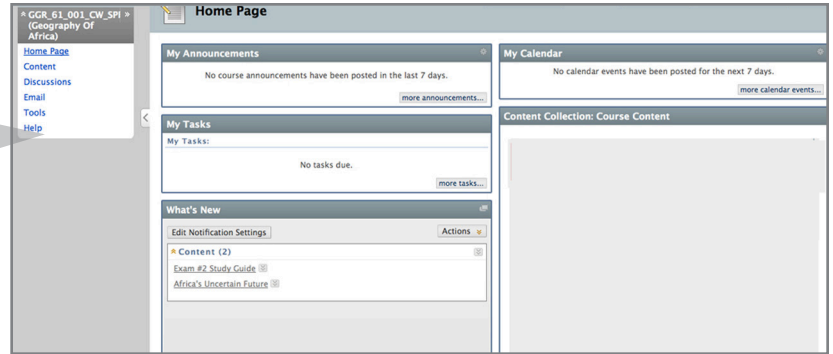 GGR_61_001_CW_SPI »
(Geography Of
Africa)
Home Page
Content
Discussions
Email
Tools
Help
Home Page
My Announcements
No course announcements have been posted in the last 7 days.
more announcements...
My Tasks
My Tasks:
No tasks due.
more tasks...
What's New
Edit Notification Settings
Actions
Content (2)
Exam #2 Study Guide
Africa's Uncertain Future
My Calendar
No calendar events have been posted for the next 7 days.
more calendar events...
Content Collection: Course Content